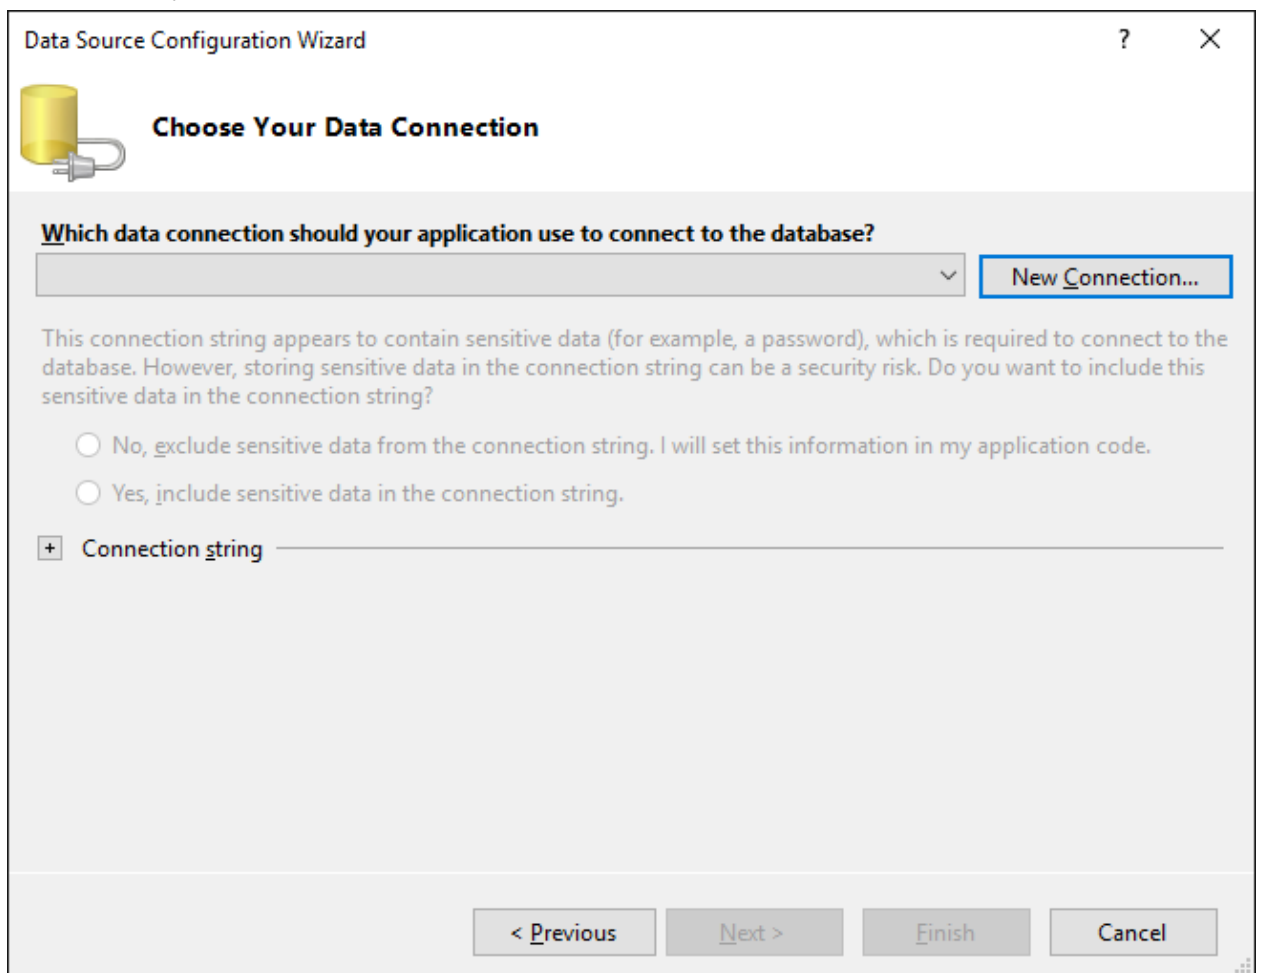 Data Source Configuration Wizard ?
Choose Your Data Connection
Which data connection should your application use to connect to the database?
New Connection...
This connection string appears to contain sensitive data (for example, a password), which is required to connect to the
database. However, storing sensitive data in the connection string can be a security risk. Do you want to include this
sensitive data in the connection string?
No, exclude sensitive data from the connection string. I will set this information in my application code.
Yes, include sensitive data in the connection string.
+ Connection string
< Previous Next > Finish Cancel